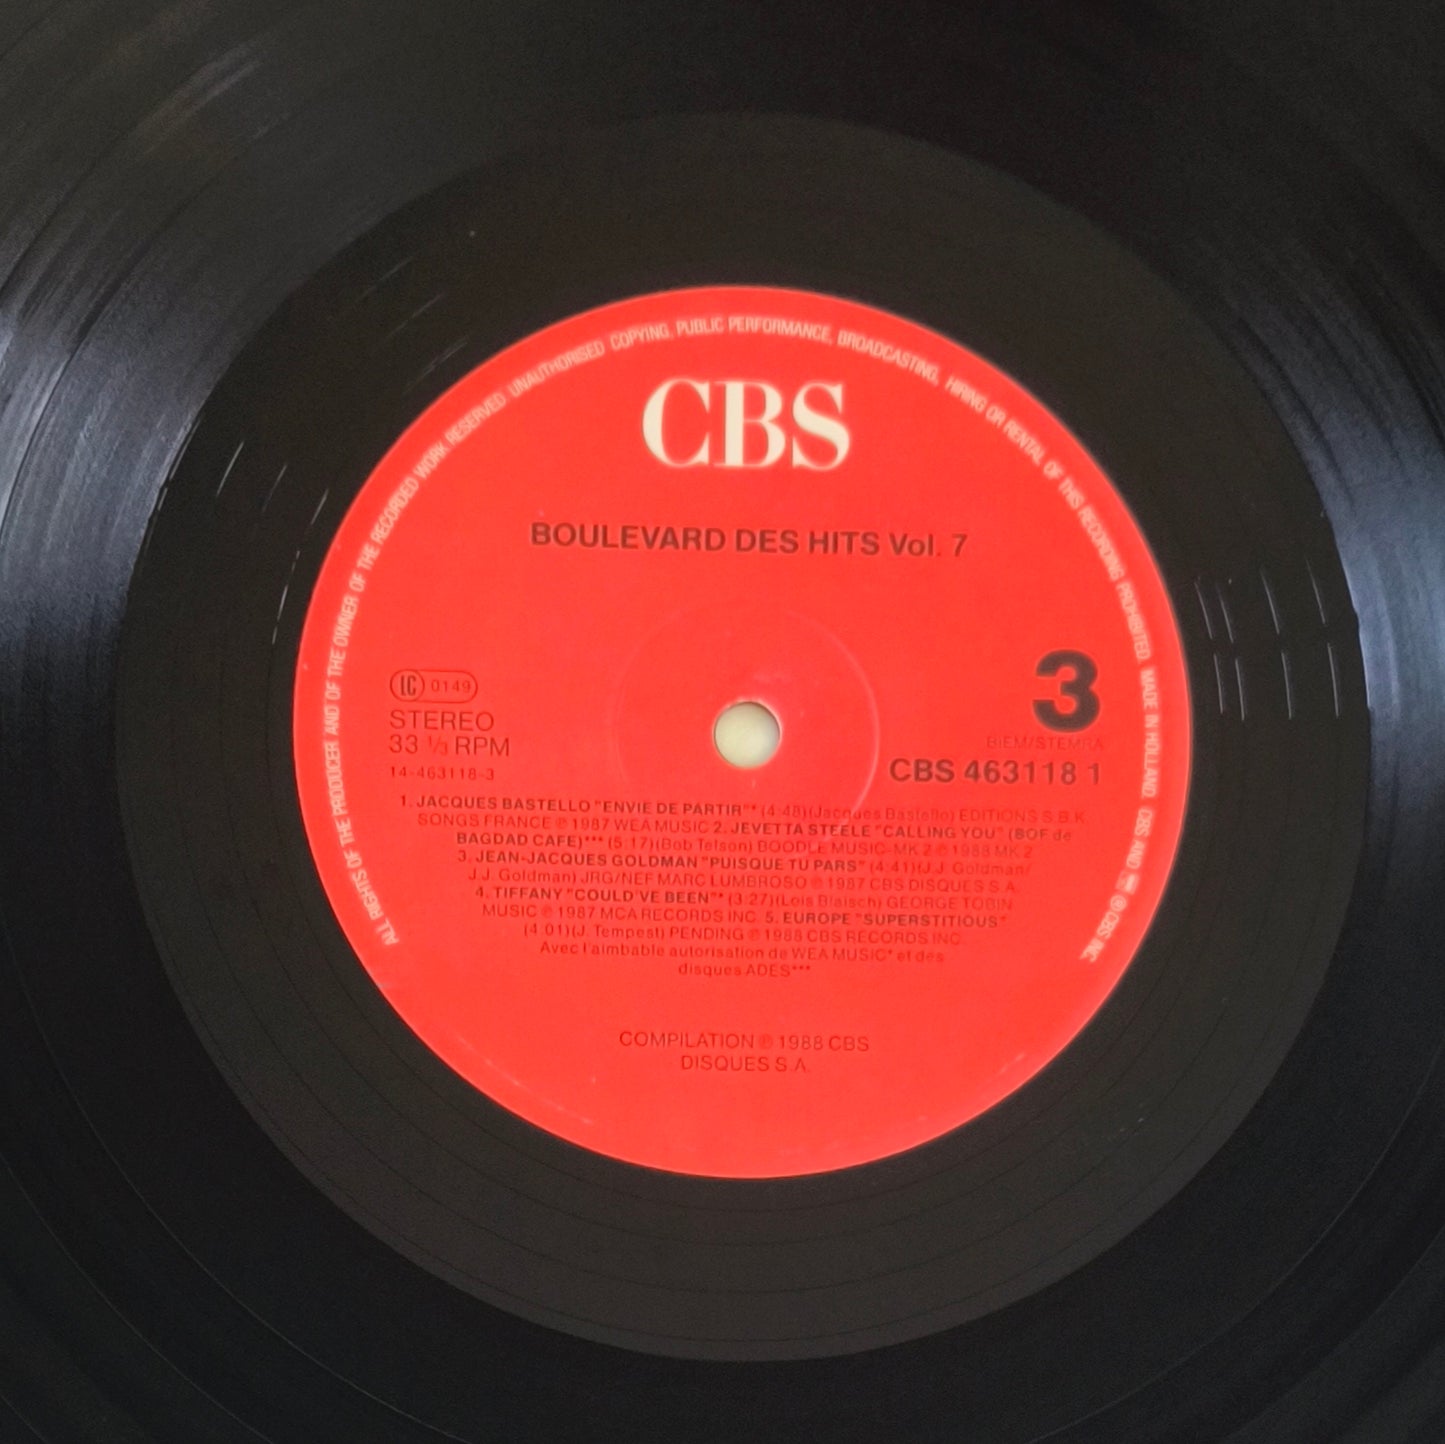 ALL RIGHTS OF THE PRODUCER AND OF THE OWNER OF THE RECORDED WORK RESERVED UNAUTHORISED COPYING, PUBLIC PERFORMANCE, BROADCASTING, HIRING OR RENTAL OF THIS RECORDING PROHIBITED. MADE IN HOLLAND. CBS AND ® CBS INC.
CBS
BOULEVARD DES HITS Vol. 7
LC 0149
STEREO
33 ⅓ RPM
14-463118-3
3
BIEM/STEMRA
CBS 463118 1
1. JACQUES BASTELLO "ENVIE DE PARTIR"* (4:48)(Jacques Bastello) EDITIONS S.B.K.
SONGS FRANCE ℗ 1987 WEA MUSIC 2. JEVETTA STEELE "CALLING YOU" (BOF de
BAGDAD CAFE)*** (5:17)(Bob Telson) BOODLE MUSIC-MK 2 ℗ 1988 MK 2
3. JEAN-JACQUES GOLDMAN "PUISQUE TU PARS" (4:41)(J.J. Goldman/
J.J. Goldman) JRG/NEF MARC LUMBROSO ℗ 1987 CBS DISQUES S.A.
4. TIFFANY "COULD'VE BEEN"* (3:27)(Lois Blaisch) GEORGE TOBIN
MUSIC ℗ 1987 MCA RECORDS INC. 5. EUROPE "SUPERSTITIOUS"
(4.01)(J. Tempest) PENDING ℗ 1988 CBS RECORDS INC.
Avec l'aimbable autorisation de WEA MUSIC* et des
disques ADES***
COMPILATION ℗ 1988 CBS
DISQUES S.A.